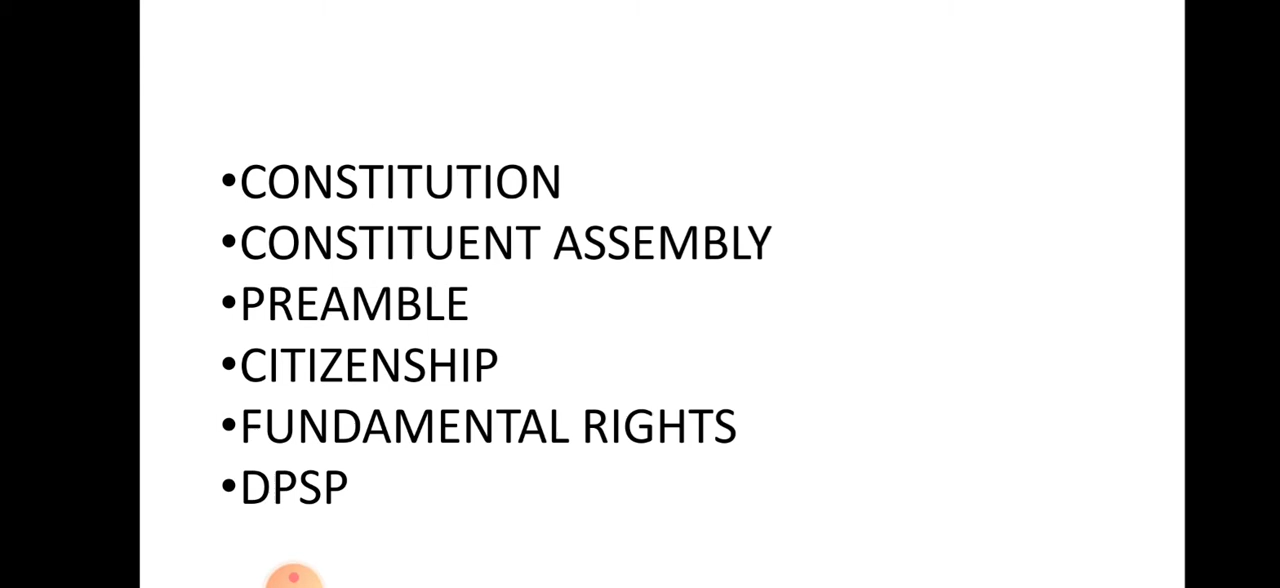 •CONSTITUTION
•CONSTITUENT ASSEMBLY
•PREAMBLE
•CITIZENSHIP
•FUNDAMENTAL RIGHTS
•DPSP